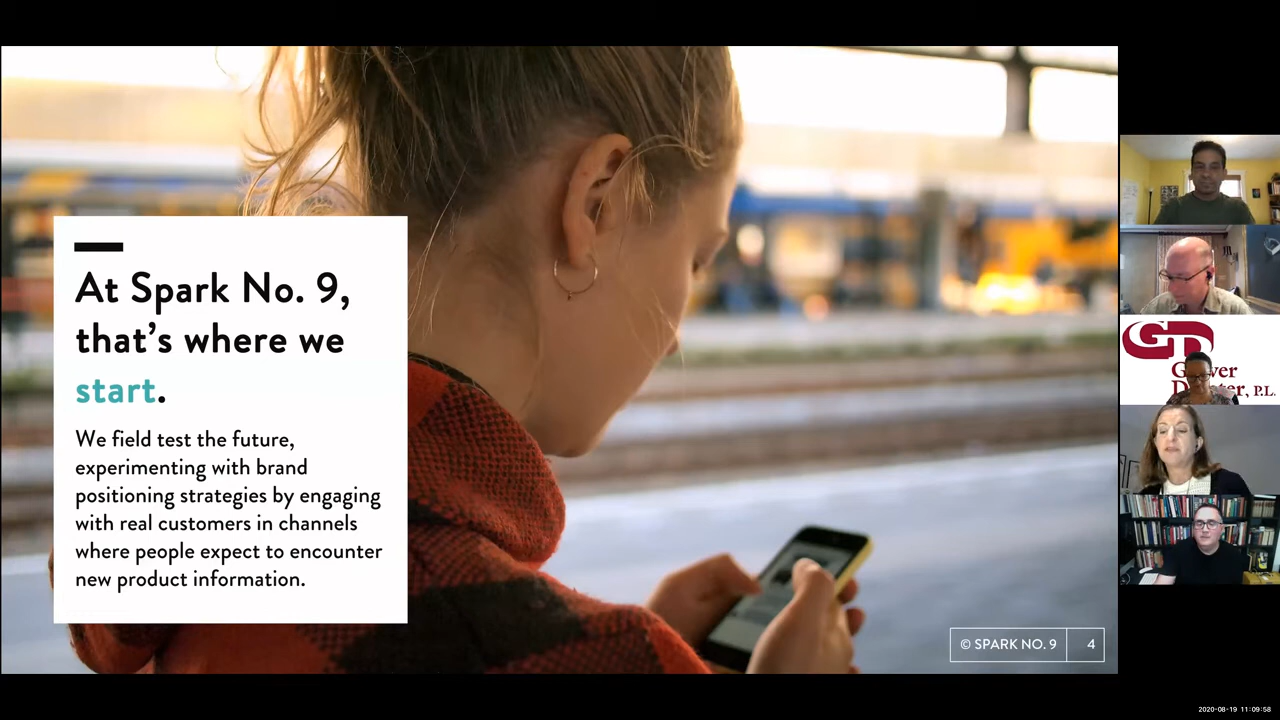 At Spark No. 9,
that's where we
start.
We field test the future,
experimenting with brand
positioning strategies by engaging
with real customers in channels
where people expect to encounter
new product information.
© SPARK NO. 9 4
GD
P.L.
2020-08-19 11:09:58